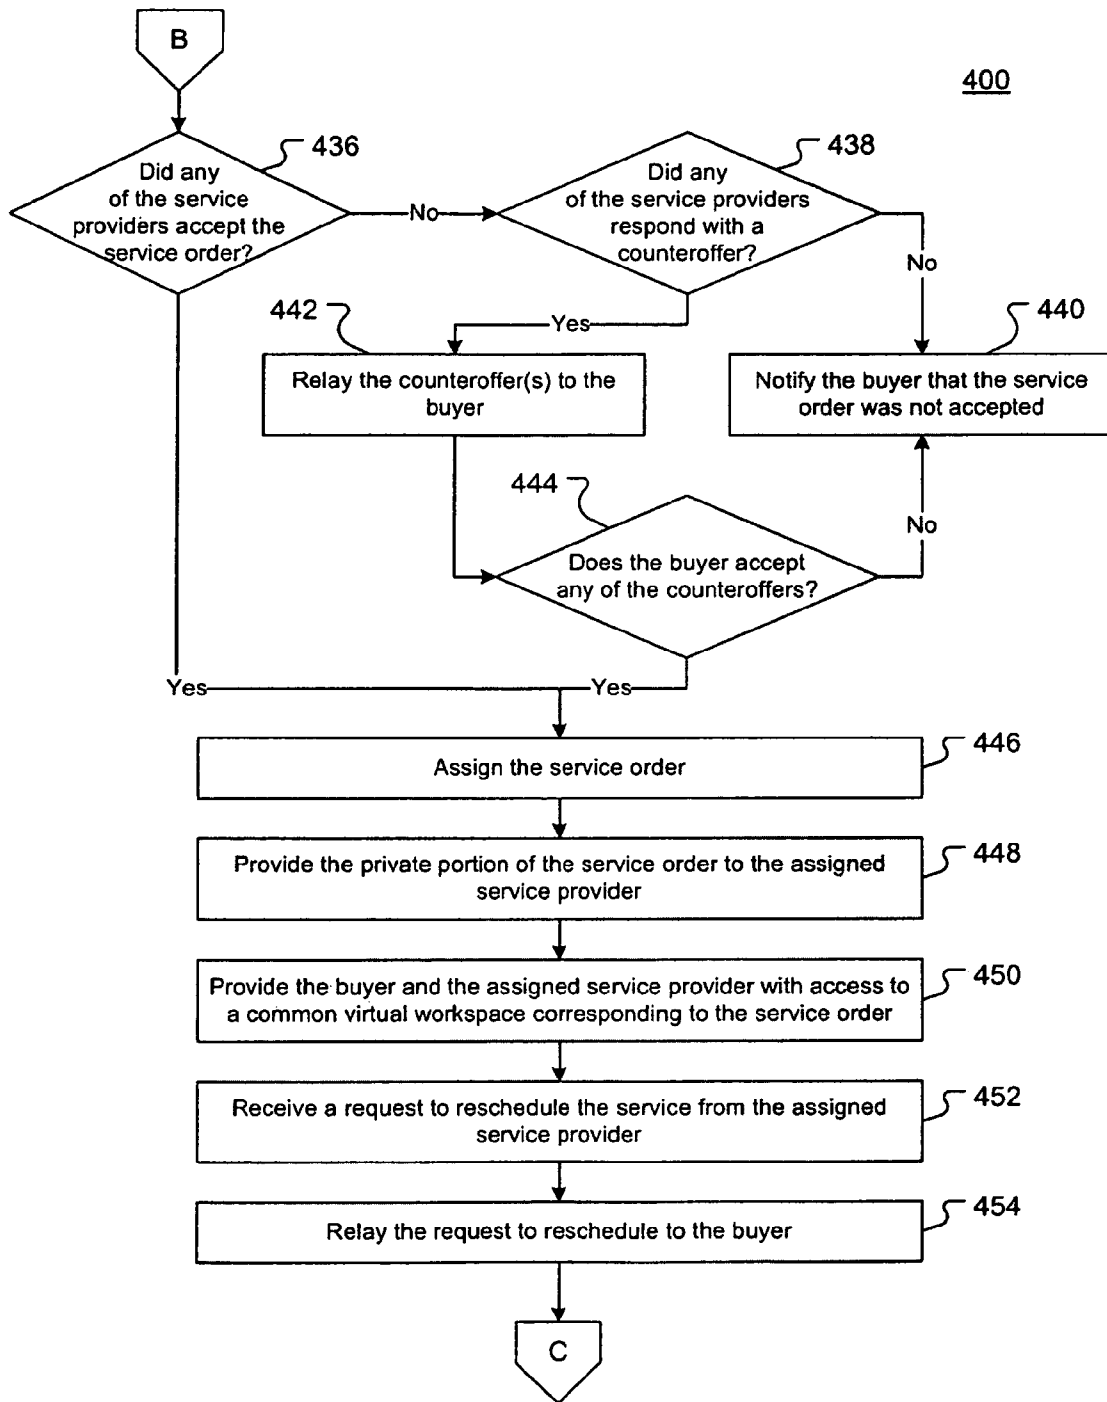 B
400
436
Did any
of the service
providers accept the
service order?
No
438
Did any
of the service providers
respond with a
counteroffer?
No
Yes
442
Relay the counteroffer(s) to the
buyer
440
Notify the buyer that the service
order was not accepted
444
Does the buyer accept
any of the counteroffers?
No
Yes
Yes
446
Assign the service order
448
Provide the private portion of the service order to the assigned
service provider
450
Provide the buyer and the assigned service provider with access to
a common virtual workspace corresponding to the service order
452
Receive a request to reschedule the service from the assigned
service provider
454
Relay the request to reschedule to the buyer
C